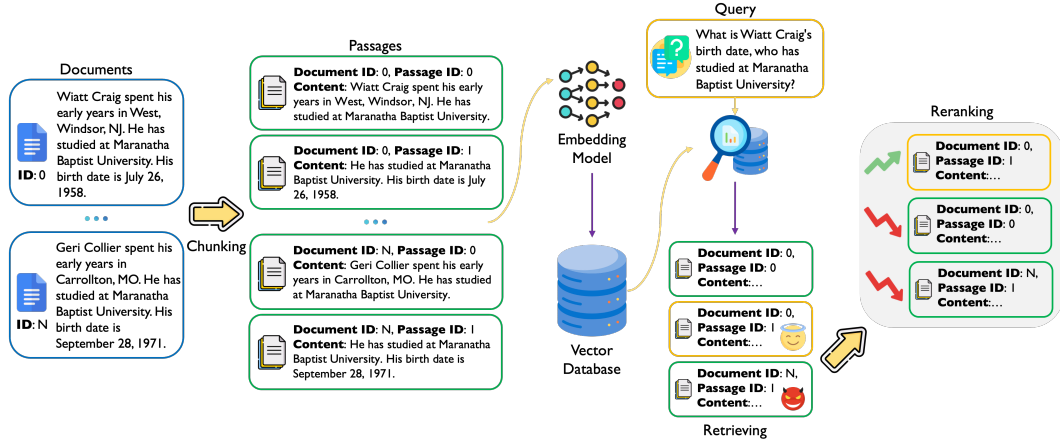 Documents
Wiatt Craig spent his
early years in West,
Windsor, NJ. He has
studied at Maranatha
Baptist University. His
birth date is July 26,
1958.
ID: 0
Geri Collier spent his
early years in
Carrollton, MO. He has
studied at Maranatha
Baptist University. His
birth date is
September 28, 1971.
ID: N
Chunking
Passages
Document ID: 0, Passage ID: 0
Content: Wiatt Craig spent his early
years in West, Windsor, NJ. He has
studied at Maranatha Baptist University.
Document ID: 0, Passage ID: 1
Content: He has studied at Maranatha
Baptist University. His birth date is July
26, 1958.
Document ID: N, Passage ID: 0
Content: Geri Collier spent his early
years in Carrollton, MO. He has studied
at Maranatha Baptist University.
Document ID: N, Passage ID: 1
Content: He has studied at Maranatha
Baptist University. His birth date is
September 28, 1971.
Embedding
Model
Vector
Database
Query
What is Wiatt Craig's
birth date, who has
studied at Maranatha
Baptist University?
Document ID: 0,
Passage ID: 0
Content:...
Document ID: 0,
Passage ID: 1
Content:...
Document ID: N,
Passage ID: 1
Content:...
Retrieving
Reranking
Document ID: 0,
Passage ID: 1
Content:...
Document ID: 0,
Passage ID: 0
Content:...
Document ID: N,
Passage ID: 1
Content:...